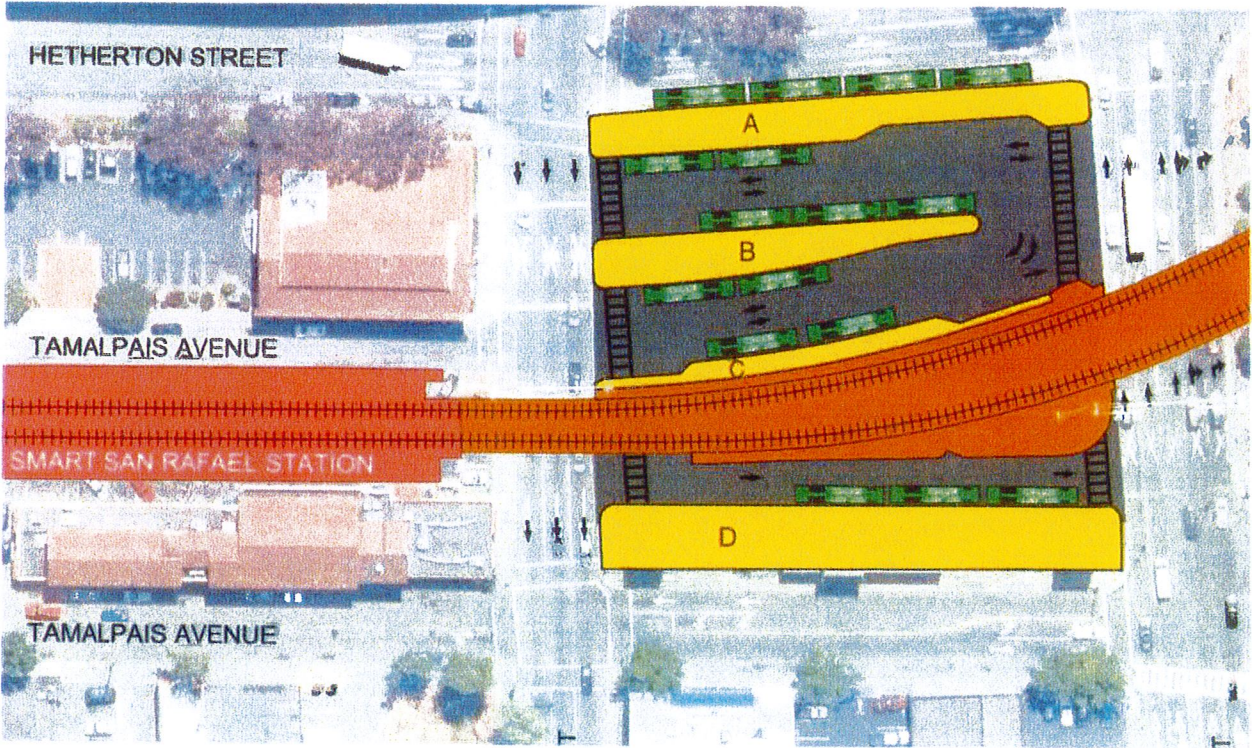 HETHERTON STREET
A
B
TAMALPAIS AVENUE
C
SMART SAN RAFAEL STATION
D
TAMALPAIS AVENUE